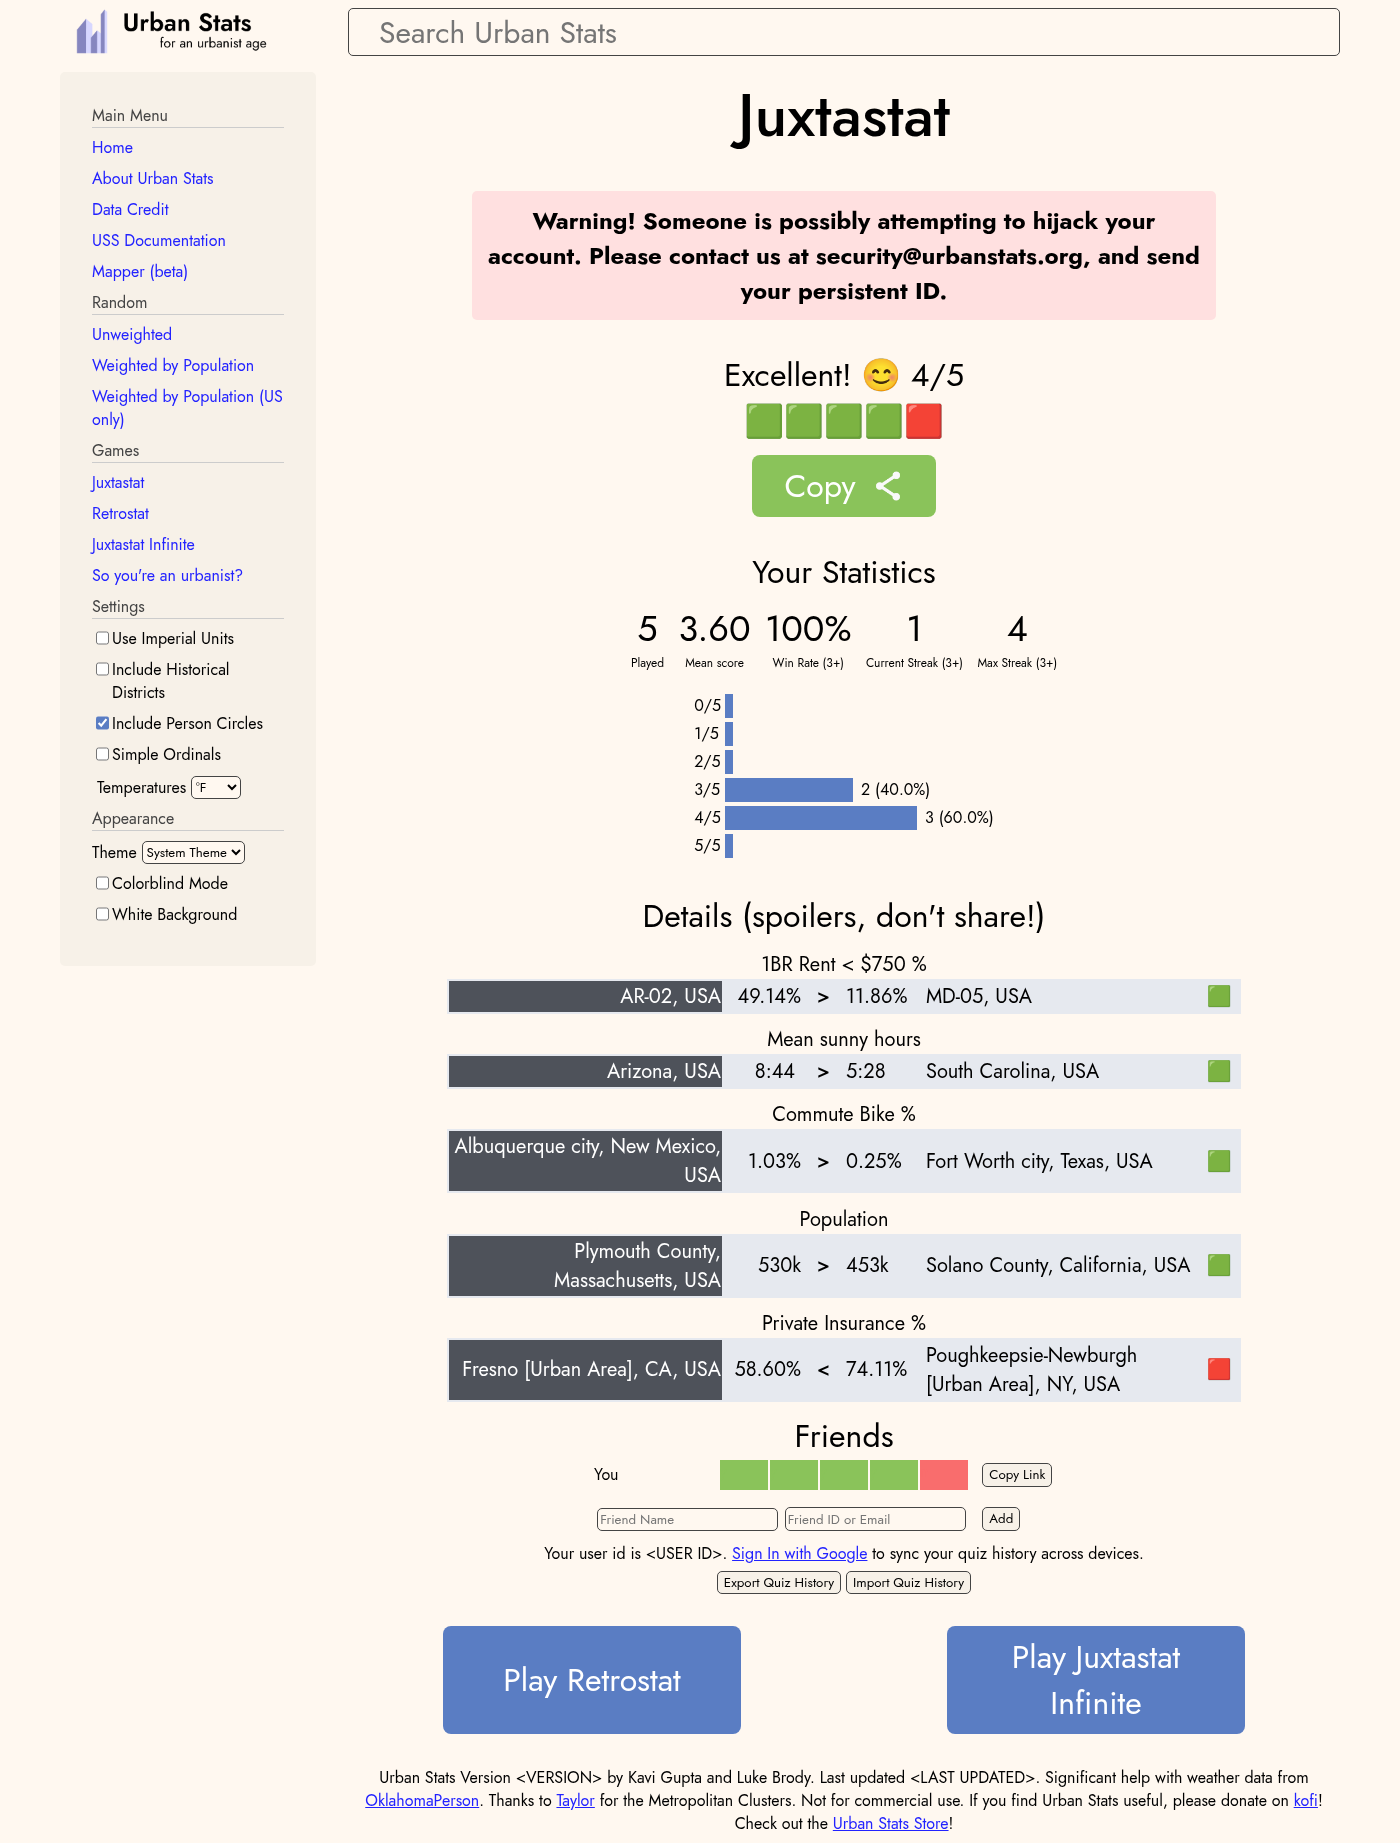 Urban Stats
for an urbanist age
Search Urban Stats
Main Menu
Home
About Urban Stats
Data Credit
USS Documentation
Mapper (beta)
Random
Unweighted
Weighted by Population
Weighted by Population (US
only)
Games
Juxtastat
Retrostat
Juxtastat Infinite
So you're an urbanist?
Settings
Use Imperial Units
Include Historical
Districts
Include Person Circles
Simple Ordinals
Temperatures °F
Appearance
Theme System Theme
Colorblind Mode
White Background
Juxtastat
Warning! Someone is possibly attempting to hijack your
account. Please contact us at security@urbanstats.org, and send
your persistent ID.
Excellent! 😊 4/5
🟩🟩🟩🟩🟥
Copy
Your Statistics
5 3.60 100% 1 4
Played Mean score Win Rate (3+) Current Streak (3+) Max Streak (3+)
0/5
1/5
2/5
3/5 2 (40.0%)
4/5 3 (60.0%)
5/5
Details (spoilers, don't share!)
1BR Rent < $750 %
AR-02, USA 49.14% > 11.86% MD-05, USA 🟩
Mean sunny hours
Arizona, USA 8:44 > 5:28 South Carolina, USA 🟩
Commute Bike %
Albuquerque city, New Mexico,
USA 1.03% > 0.25% Fort Worth city, Texas, USA 🟩
Population
Plymouth County,
Massachusetts, USA 530k > 453k Solano County, California, USA 🟩
Private Insurance %
Fresno [Urban Area], CA, USA 58.60% < 74.11% Poughkeepsie-Newburgh
[Urban Area], NY, USA 🟥
Friends
You Copy Link
Friend Name Friend ID or Email Add
Your user id is <USER ID>. Sign In with Google to sync your quiz history across devices.
Export Quiz History Import Quiz History
Play Retrostat
Play Juxtastat
Infinite
Urban Stats Version <VERSION> by Kavi Gupta and Luke Brody. Last updated <LAST UPDATED>. Significant help with weather data from
OklahomaPerson. Thanks to Taylor for the Metropolitan Clusters. Not for commercial use. If you find Urban Stats useful, please donate on kofi!
Check out the Urban Stats Store!